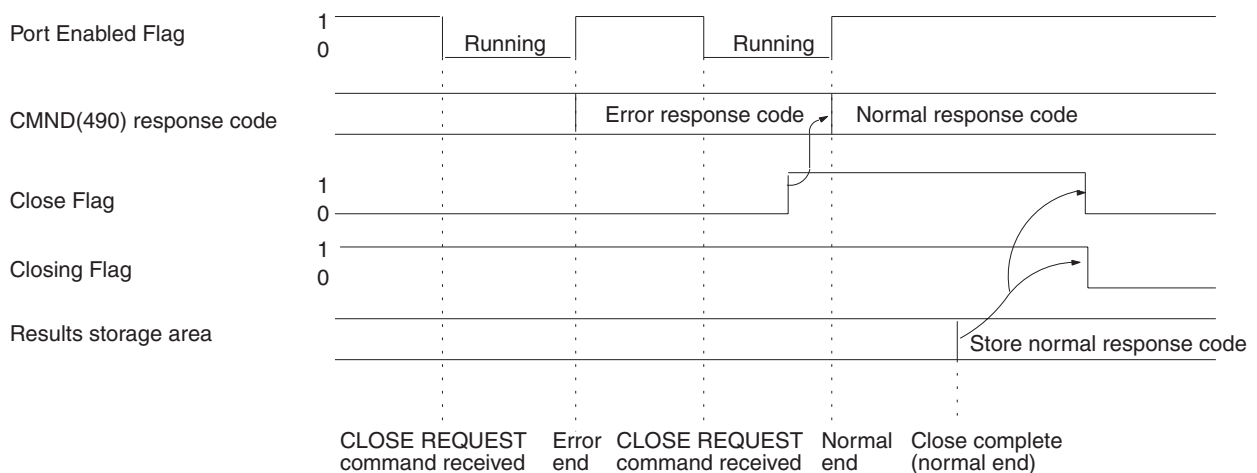 Port Enabled Flag
1
0
Running
Running
CMND(490) response code
Error response code
Normal response code
Close Flag
1
0
Closing Flag
1
0
Results storage area
Store normal response code
CLOSE REQUEST
command received
Error
end
CLOSE REQUEST
command received
Normal
end
Close complete
(normal end)